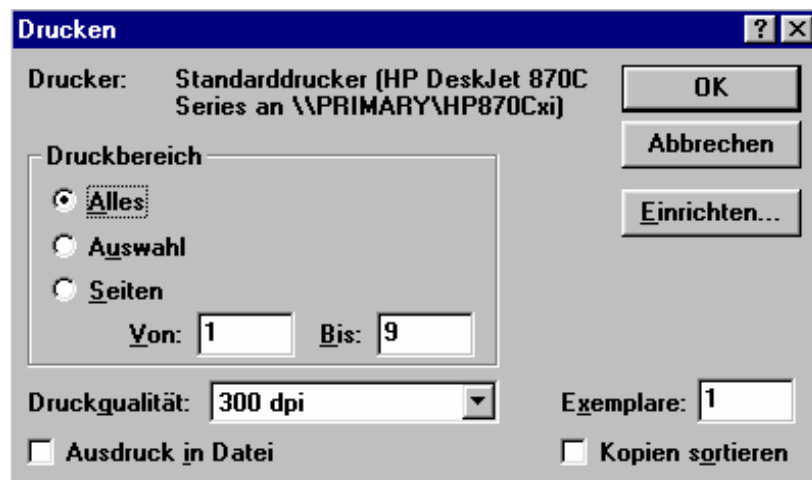 Drucken
Drucker: Standarddrucker (HP DeskJet 870C
Series an \\PRIMARY\HP870Cxi)
OK
Abbrechen
Einrichten...
Druckbereich
Alles
Auswahl
Seiten
Von: 1 Bis: 9
Druckqualität: 300 dpi
Exemplare: 1
Ausdruck in Datei
Kopien sortieren